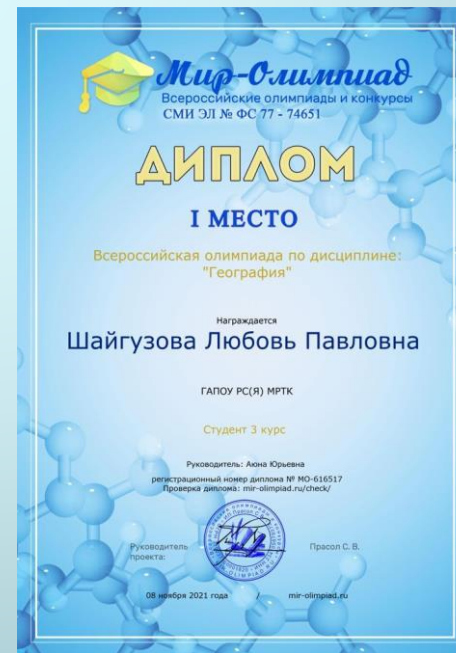 Мир-Олимпиад
Всероссийские олимпиады и конкурсы
СМИ ЭЛ № ФС 77 - 74651
ДИПЛОМ
I МЕСТО
Всероссийская олимпиада по дисциплине:
"География"
Награждается
Шайгузова Любовь Павловна
ГАПОУ РС(Я) МРТК
Студент 3 курс
Руководитель: Аюна Юрьевна
регистрационный номер диплома № МО-616517
Проверка диплома: mir-olimpiad.ru/check/
Руководитель проекта:
Прасол С. В.
08 ноября 2021 года / mir-olimpiad.ru